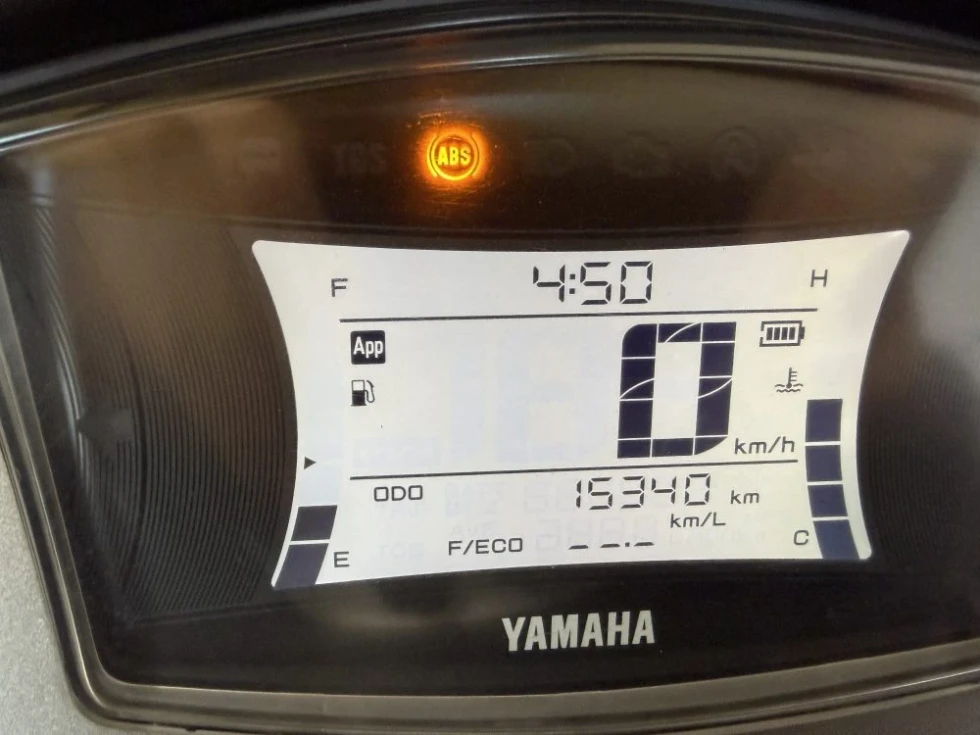 ABS
F 4:50 H
App
0 km/h
ODO 15340 km
km/L
F/ECO --.-
E C
YAMAHA